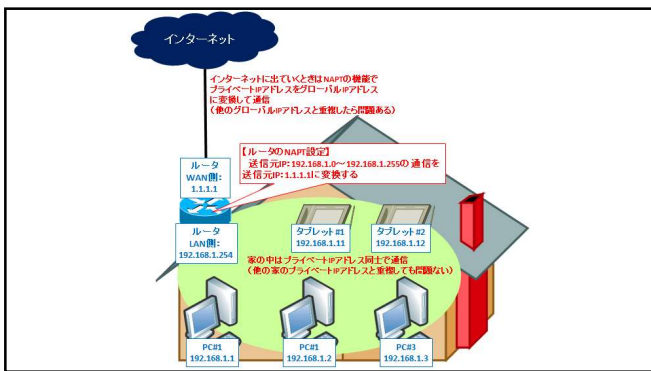 インターネット
インターネットに出ていくときはNAPTの機能で
プライベートIPアドレスをグローバルIPアドレス
に変換して通信
(他のグローバルIPアドレスと重複したら問題ある)
【ルータのNAPT設定】
送信元IP:192.168.1.0～192.168.1.255の通信を
送信元IP:1.1.1.1に変換する
ルータ
WAN側:
1.1.1.1
ルータ
LAN側:
192.168.1.254
タブレット#1
192.168.1.11
タブレット#2
192.168.1.12
家の中はプライベートIPアドレス同士で通信
(他の家のプライベートIPアドレスと重複しても問題ない)
PC#1
192.168.1.1
PC#1
192.168.1.2
PC#3
192.168.1.3